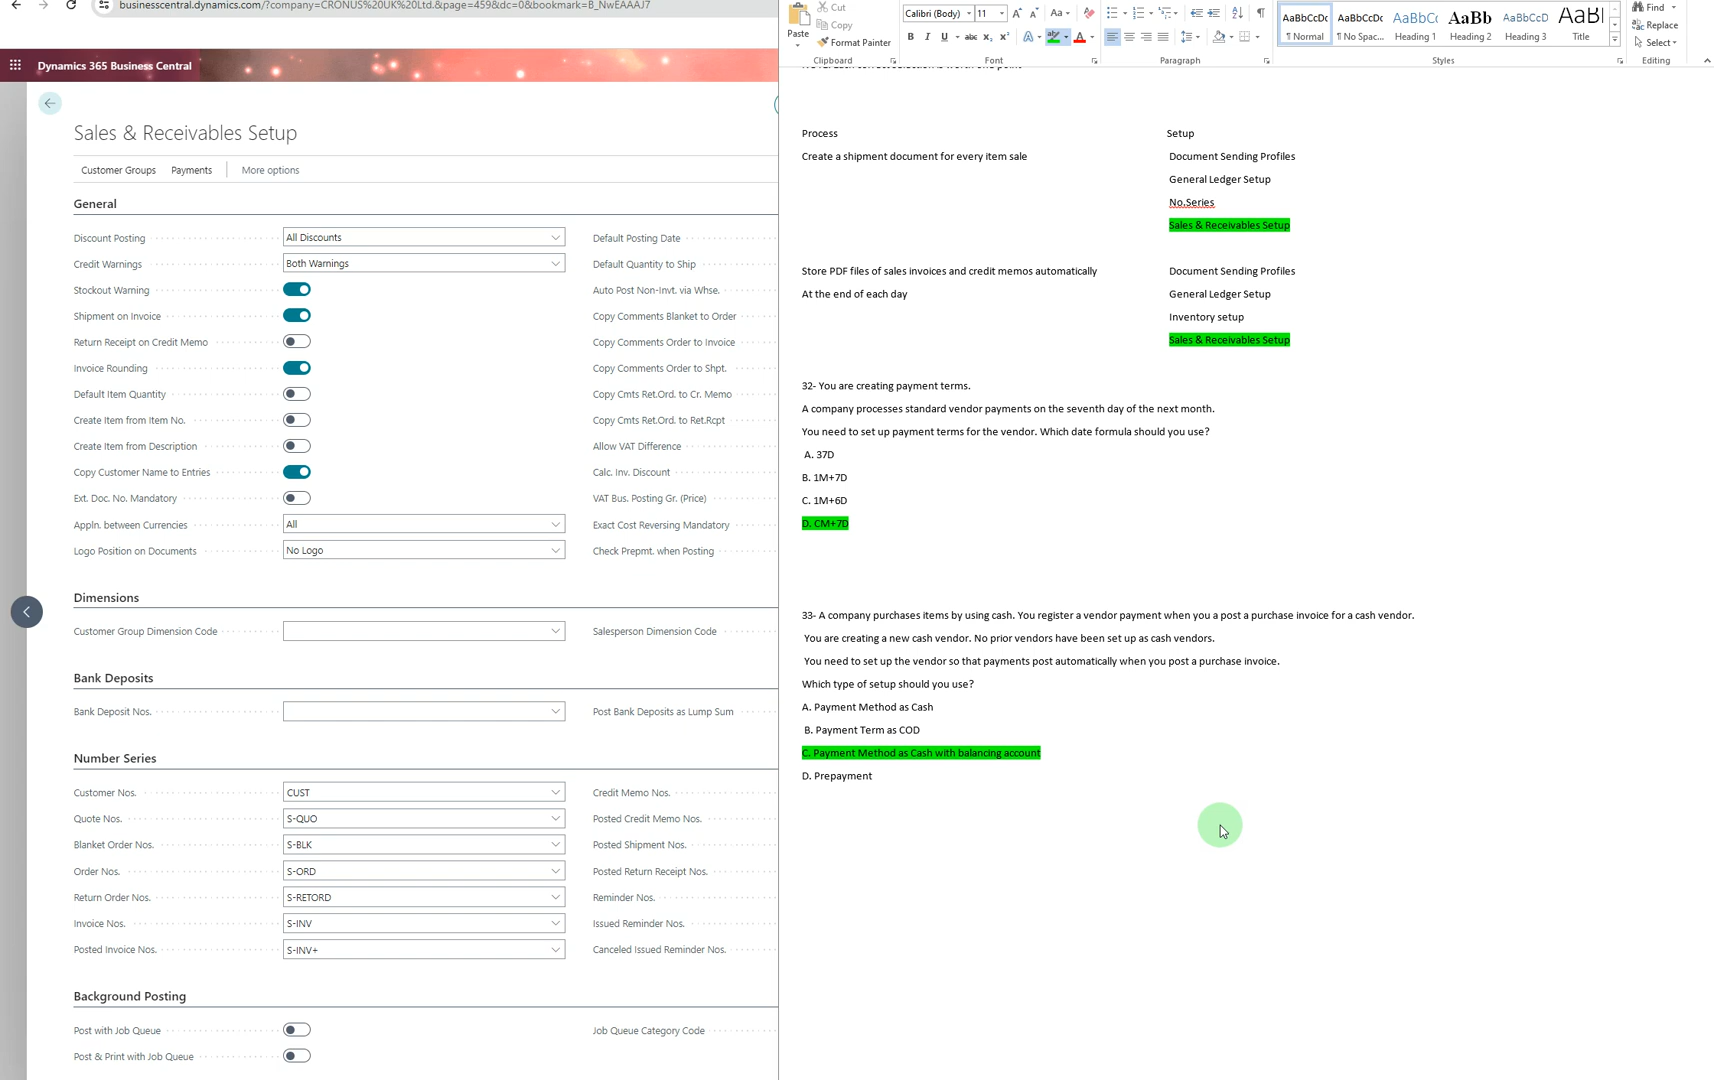 businesscentral.dynamics.com/?company=CRONUS%20UK%20Ltd.&page=459&dc=0&bookmark=B_NwEAAAJ7
Dynamics 365 Business Central
Sales & Receivables Setup
Customer Groups Payments More options
General
Discount Posting All Discounts Default Posting Date
Credit Warnings Both Warnings Default Quantity to Ship
Stockout Warning Auto Post Non-Invt. via Whse.
Shipment on Invoice Copy Comments Blanket to Order
Return Receipt on Credit Memo Copy Comments Order to Invoice
Invoice Rounding Copy Comments Order to Shpt.
Default Item Quantity Copy Cmts Ret.Ord. to Cr. Memo
Create Item from Item No. Copy Cmts Ret.Ord. to Ret.Rcpt
Create Item from Description Allow VAT Difference
Copy Customer Name to Entries Calc. Inv. Discount
Ext. Doc. No. Mandatory VAT Bus. Posting Gr. (Price)
Appln. between Currencies All Exact Cost Reversing Mandatory
Logo Position on Documents No Logo Check Prepmt. when Posting
Dimensions
Customer Group Dimension Code Salesperson Dimension Code
Bank Deposits
Bank Deposit Nos. Post Bank Deposits as Lump Sum
Number Series
Customer Nos. CUST Credit Memo Nos.
Quote Nos. S-QUO Posted Credit Memo Nos.
Blanket Order Nos. S-BLK Posted Shipment Nos.
Order Nos. S-ORD Posted Return Receipt Nos.
Return Order Nos. S-RETORD Reminder Nos.
Invoice Nos. S-INV Issued Reminder Nos.
Posted Invoice Nos. S-INV+ Canceled Issued Reminder Nos.
Background Posting
Post with Job Queue Job Queue Category Code
Post & Print with Job Queue
Paste
Cut
Copy
Format Painter
Calibri (Body) 11 Aa
B I U abc x₂ x² A A
AaBbCcDc AaBbCcDc AaBbCc AaBb AaBbCcD AaBl
¶ Normal ¶ No Spac... Heading 1 Heading 2 Heading 3 Title
Find
Replace
Select
Clipboard Font Paragraph Styles Editing
Process Setup
Create a shipment document for every item sale Document Sending Profiles
General Ledger Setup
No.Series
Sales & Receivables Setup
Store PDF files of sales invoices and credit memos automatically Document Sending Profiles
At the end of each day General Ledger Setup
Inventory setup
Sales & Receivables Setup
32- You are creating payment terms.
A company processes standard vendor payments on the seventh day of the next month.
You need to set up payment terms for the vendor. Which date formula should you use?
A. 37D
B. 1M+7D
C. 1M+6D
D. CM+7D
33- A company purchases items by using cash. You register a vendor payment when you a post a purchase invoice for a cash vendor.
You are creating a new cash vendor. No prior vendors have been set up as cash vendors.
You need to set up the vendor so that payments post automatically when you post a purchase invoice.
Which type of setup should you use?
A. Payment Method as Cash
B. Payment Term as COD
C. Payment Method as Cash with balancing account
D. Prepayment